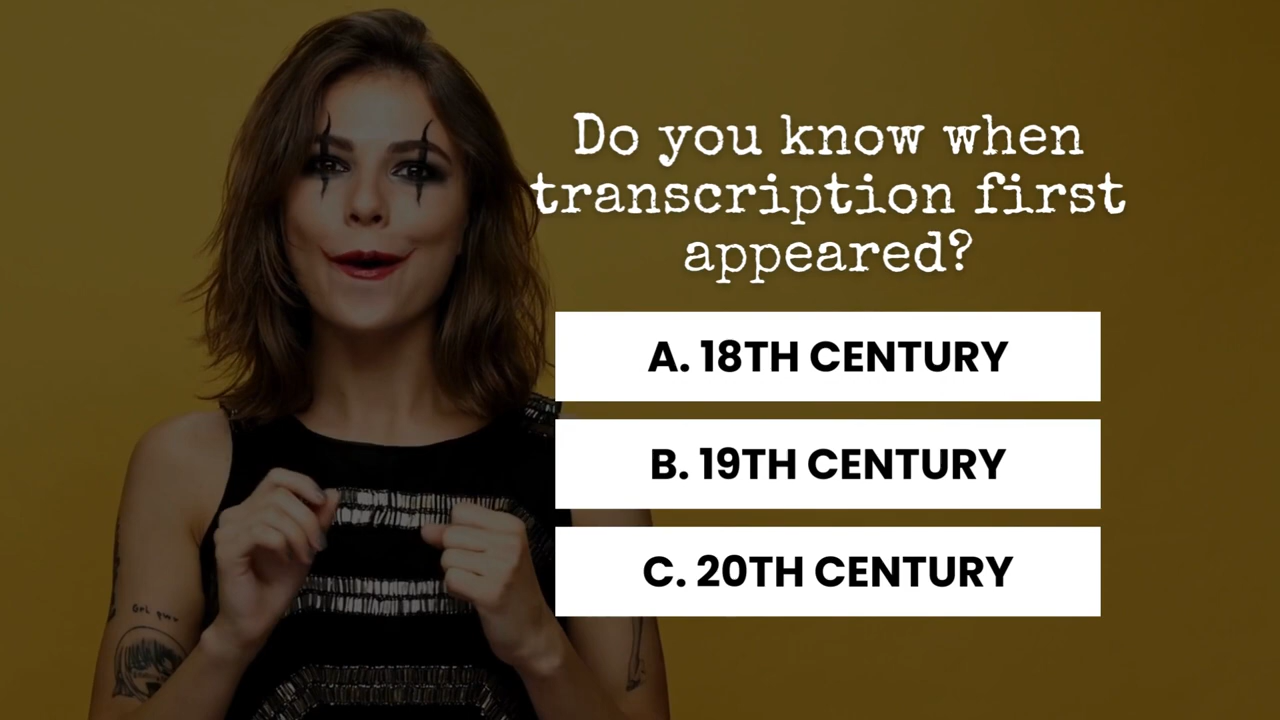 Do you know when
transcription first
appeared?
A. 18TH CENTURY
B. 19TH CENTURY
C. 20TH CENTURY